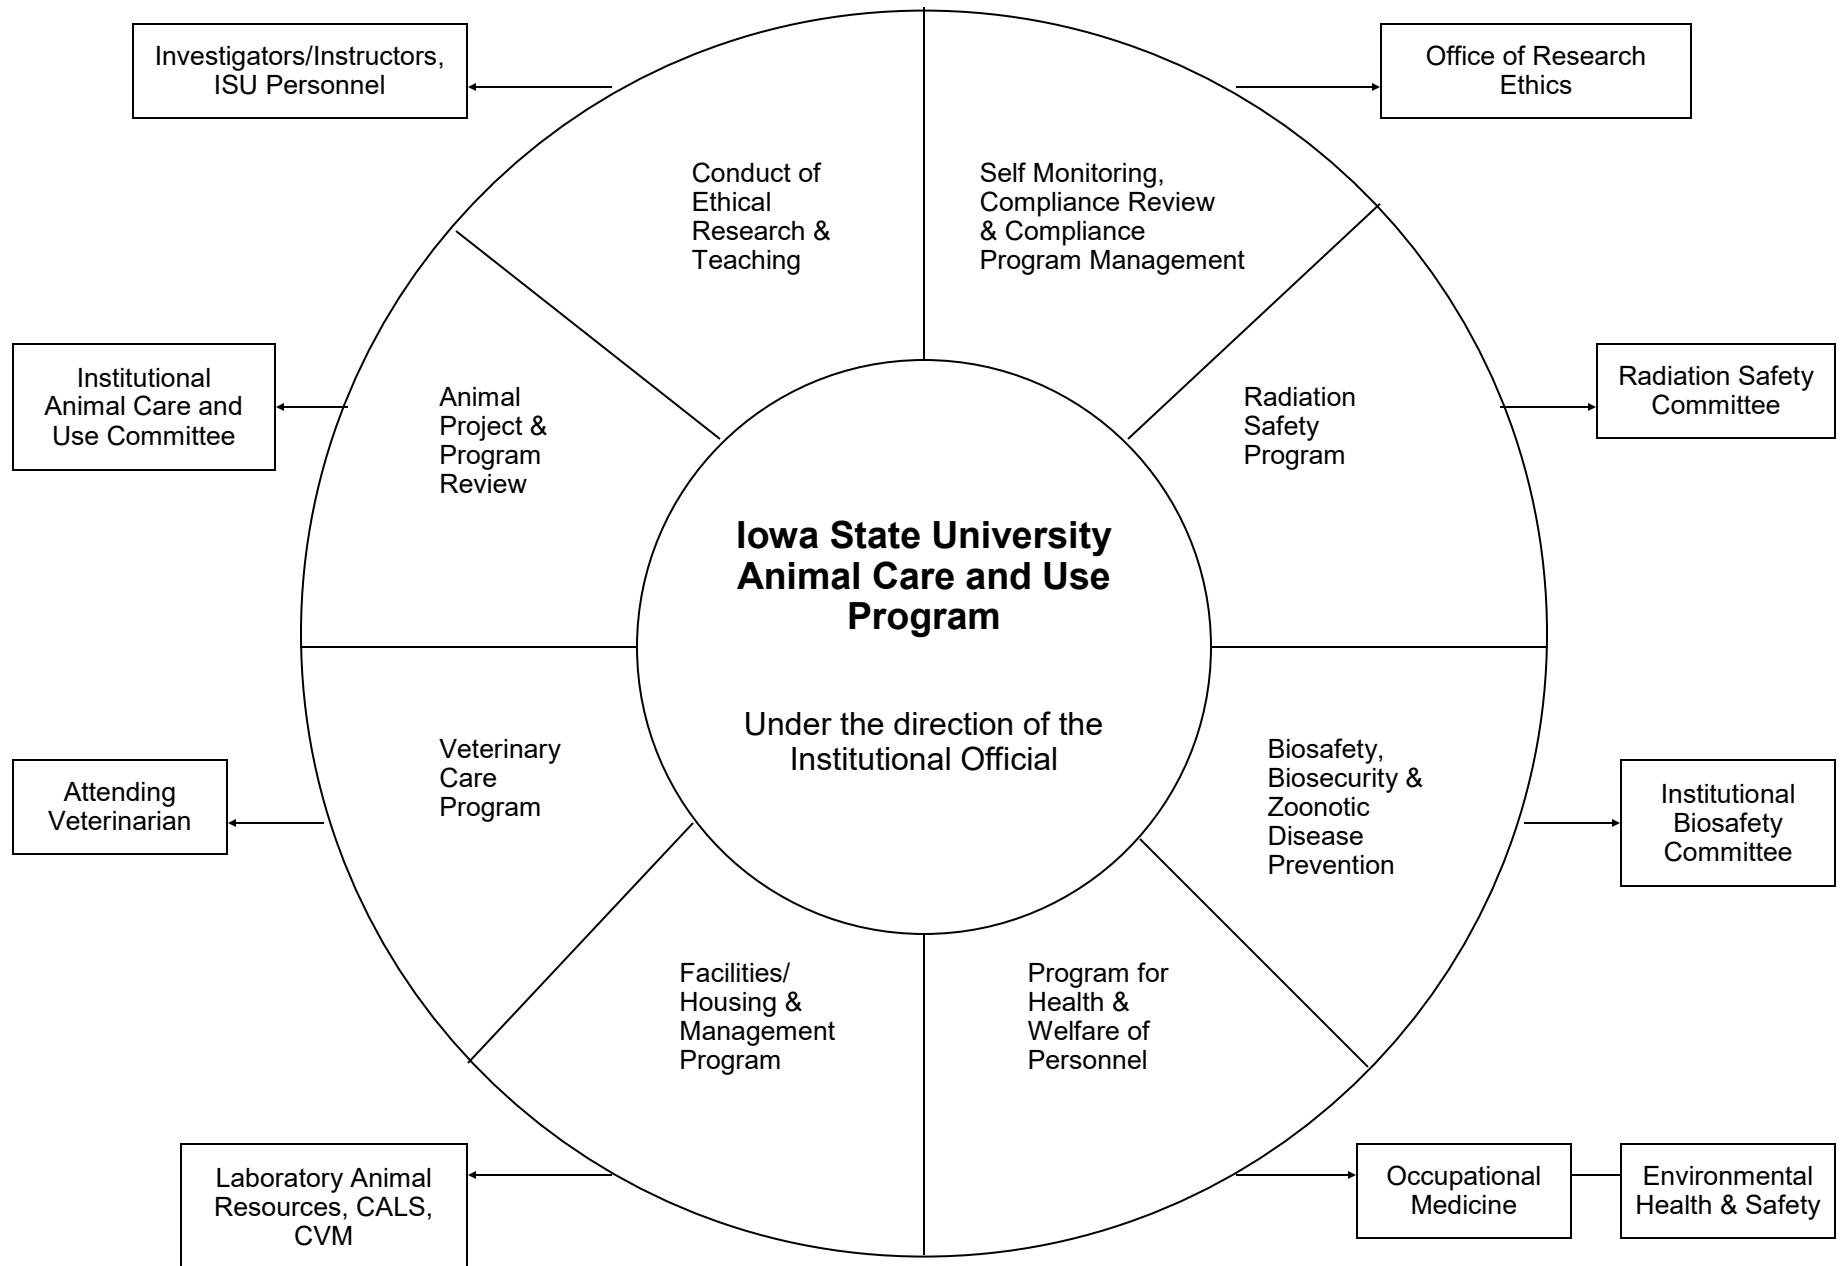 Investigators/Instructors,
ISU Personnel
Office of Research
Ethics
Conduct of
Ethical
Research &
Teaching
Self Monitoring,
Compliance Review
& Compliance
Program Management
Institutional
Animal Care and
Use Committee
Animal
Project &
Program
Review
Radiation
Safety
Program
Radiation Safety
Committee
Iowa State University
Animal Care and Use
Program
Under the direction of the
Institutional Official
Attending
Veterinarian
Veterinary
Care
Program
Biosafety,
Biosecurity &
Zoonotic
Disease
Prevention
Institutional
Biosafety
Committee
Facilities/
Housing &
Management
Program
Program for
Health &
Welfare of
Personnel
Laboratory Animal
Resources, CALS,
CVM
Occupational
Medicine
Environmental
Health & Safety